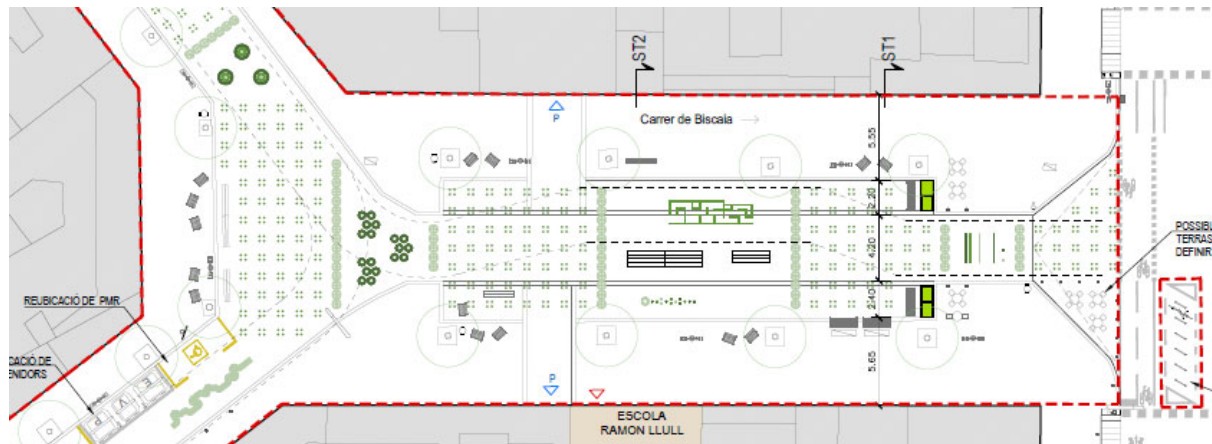 ST2
ST1
Carrer de Biscaia
P
5.55
2.20
4.20
2.40
5.65
POSSIBL
TERRAS
DEFINIR
REUBICACIÓ DE PMR
CACIÓ DE
ENIDORS
E
V
P
ESCOLA
RAMON LLULL